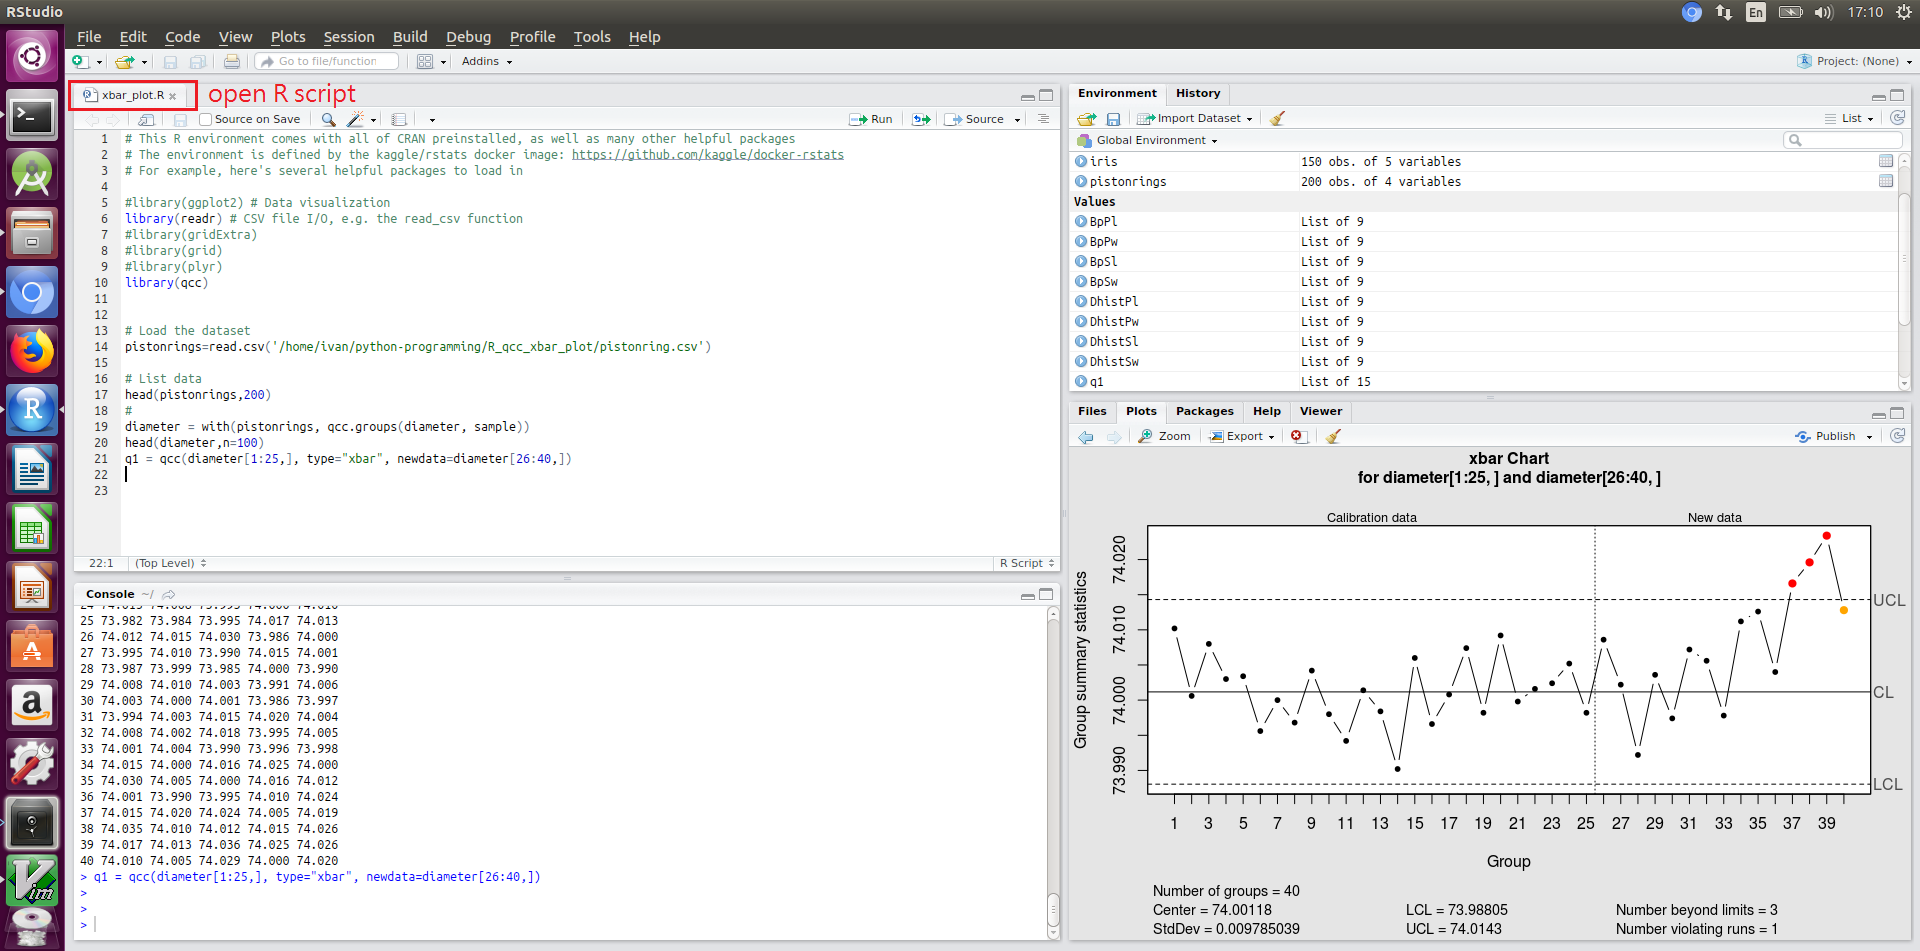 RStudio
En
17:10
File Edit Code View Plots Session Build Debug Profile Tools Help
Go to file/function
Addins
Project: (None)
xbar_plot.R
open R script
Source on Save
Run
Source
1 # This R environment comes with all of CRAN preinstalled, as well as many other helpful packages
2 # The environment is defined by the kaggle/rstats docker image: https://github.com/kaggle/docker-rstats
3 # For example, here's several helpful packages to load in
4
5 #library(ggplot2) # Data visualization
6 library(readr) # CSV file I/O, e.g. the read_csv function
7 #library(gridExtra)
8 #library(grid)
9 #library(plyr)
10 library(qcc)
11
12
13 # Load the dataset
14 pistonrings=read.csv('/home/ivan/python-programming/R_qcc_xbar_plot/pistonring.csv')
15
16 # List data
17 head(pistonrings,200)
18 #
19 diameter = with(pistonrings, qcc.groups(diameter, sample))
20 head(diameter,n=100)
21 q1 = qcc(diameter[1:25,], type="xbar", newdata=diameter[26:40,])
22
23
22:1 (Top Level) R Script
Console ~/
24 74.015 74.008 73.993 74.000 74.010
25 73.982 73.984 73.995 74.017 74.013
26 74.012 74.015 74.030 73.986 74.000
27 73.995 74.010 73.990 74.015 74.001
28 73.987 73.999 73.985 74.000 73.990
29 74.008 74.010 74.003 73.991 74.006
30 74.003 74.000 74.001 73.986 73.997
31 73.994 74.003 74.015 74.020 74.004
32 74.008 74.002 74.018 73.995 74.005
33 74.001 74.004 73.990 73.996 73.998
34 74.015 74.000 74.016 74.025 74.000
35 74.030 74.005 74.000 74.016 74.012
36 74.001 73.990 73.995 74.010 74.024
37 74.015 74.020 74.024 74.005 74.019
38 74.035 74.010 74.012 74.015 74.026
39 74.017 74.013 74.036 74.025 74.026
40 74.010 74.005 74.029 74.000 74.020
> q1 = qcc(diameter[1:25,], type="xbar", newdata=diameter[26:40,])
>
>
>
Environment History
Import Dataset
List
Global Environment
iris 150 obs. of 5 variables
pistonrings 200 obs. of 4 variables
Values
BpPl List of 9
BpPw List of 9
BpSl List of 9
BpSw List of 9
DhistPl List of 9
DhistPw List of 9
DhistSl List of 9
DhistSw List of 9
q1 List of 15
Files Plots Packages Help Viewer
Zoom Export Publish
xbar Chart
for diameter[1:25, ] and diameter[26:40, ]
Calibration data New data
Group summary statistics
74.020
74.010
74.000
73.990
UCL
CL
LCL
1 3 5 7 9 11 13 15 17 19 21 23 25 27 29 31 33 35 37 39
Group
Number of groups = 40
Center = 74.00118 LCL = 73.98805 Number beyond limits = 3
StdDev = 0.009785039 UCL = 74.0143 Number violating runs = 1